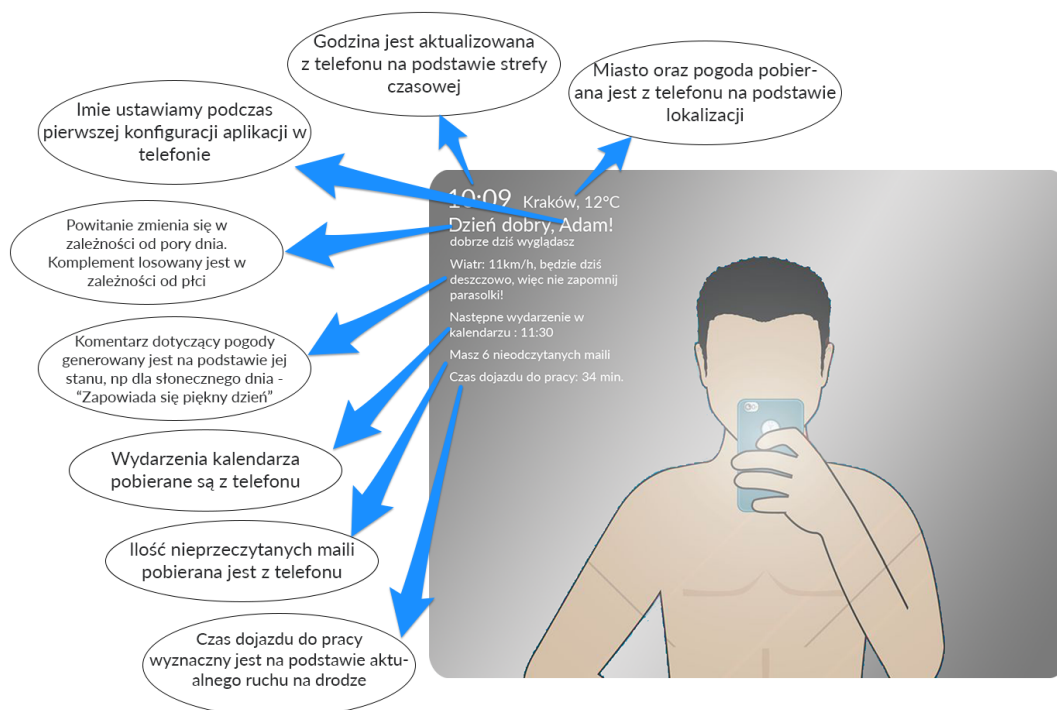 Godzina jest aktualizowana
z telefonu na podstawie strefy
czasowej
Miasto oraz pogoda pobier-
ana jest z telefonu na podstawie
lokalizacji
Imie ustawiamy podczas
pierwszej konfiguracji aplikacji w
telefonie
Powitanie zmienia się w
zależności od pory dnia.
Komplement losowany jest w
zależności od płci
Komentarz dotyczący pogody
generowany jest na podstawie jej
stanu, np dla słonecznego dnia -
“Zapowiada się piękny dzień”
Wydarzenia kalendarza
pobierane są z telefonu
Ilość nieprzeczytanych maili
pobierana jest z telefonu
Czas dojazdu do pracy
wyznaczny jest na podstawie aktu-
alnego ruchu na drodze
10:09 Kraków, 12°C
Dzień dobry, Adam!
dobrze dziś wyglądasz
Wiatr: 11km/h, będzie dziś
deszczowo, więc nie zapomnij
parasolki!
Następne wydarzenie w
kalendarzu : 11:30
Masz 6 nieodczytanych maili
Czas dojazdu do pracy: 34 min.